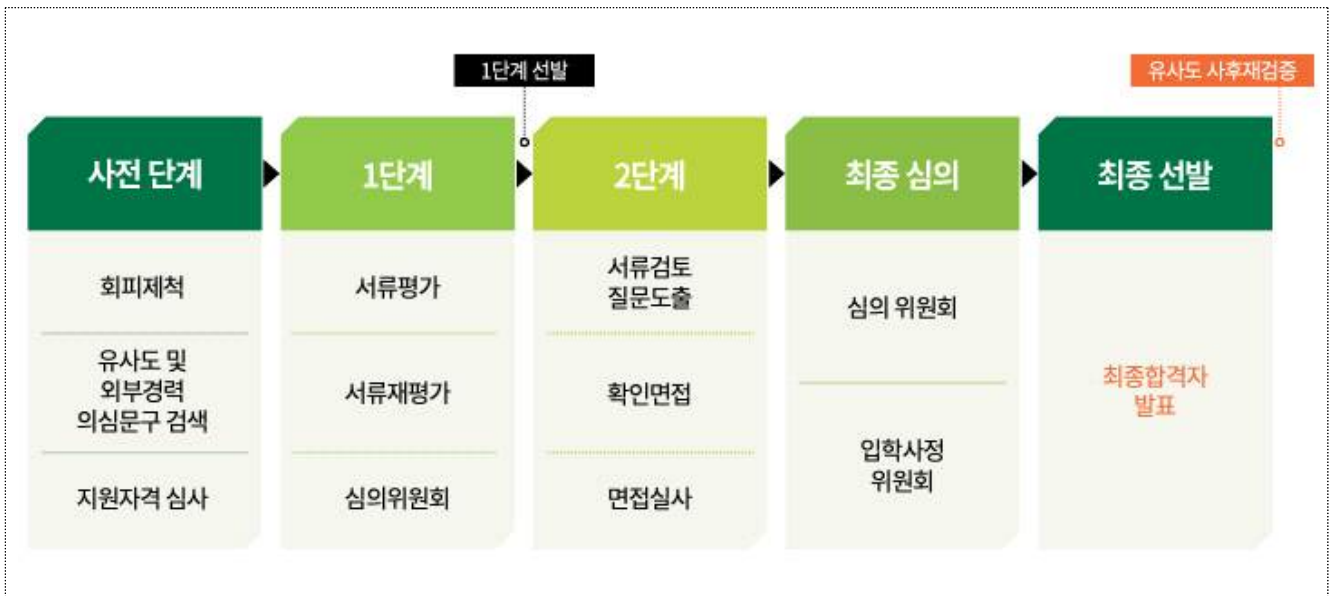 1단계 선발
유사도 사후재검증
사전 단계
1단계
2단계
최종 심의
최종 선발
회피제척
유사도 및
외부경력
의심문구 검색
지원자격 심사
서류평가
서류재평가
심의위원회
서류검토
질문도출
확인면접
면접실사
심의 위원회
입학사정
위원회
최종합격자
발표